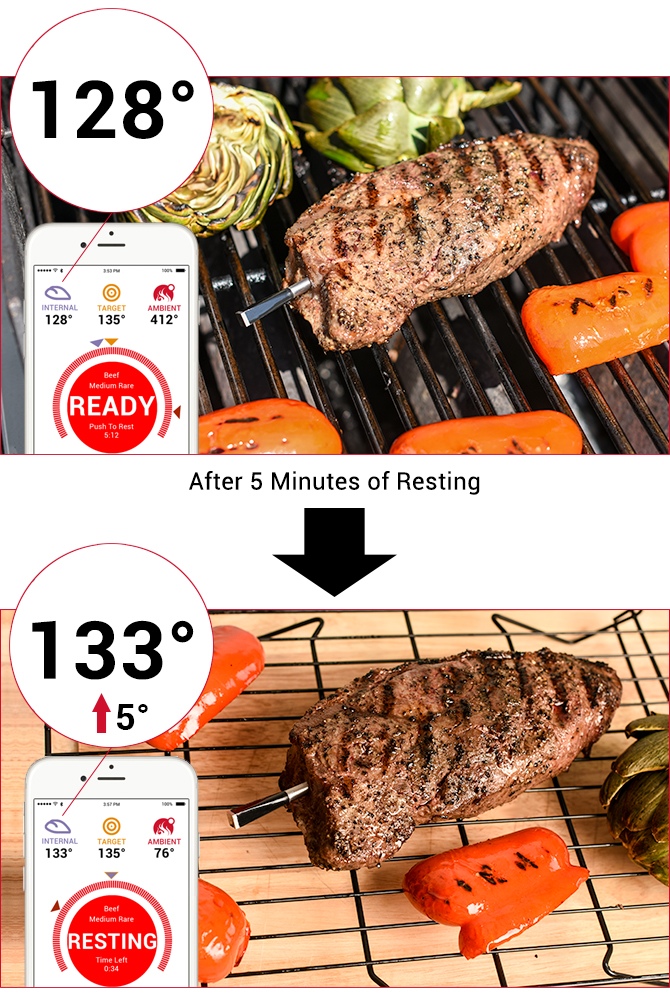 128°
3:53 PM
100%
INTERNAL TARGET AMBIENT
128° 135° 412°
Beef
Medium Rare
READY
Push To Rest
5:12
After 5 Minutes of Resting
133°
5°
3:57 PM
100%
INTERNAL TARGET AMBIENT
133° 135° 76°
Beef
Medium Rare
RESTING
Time Left
0:34